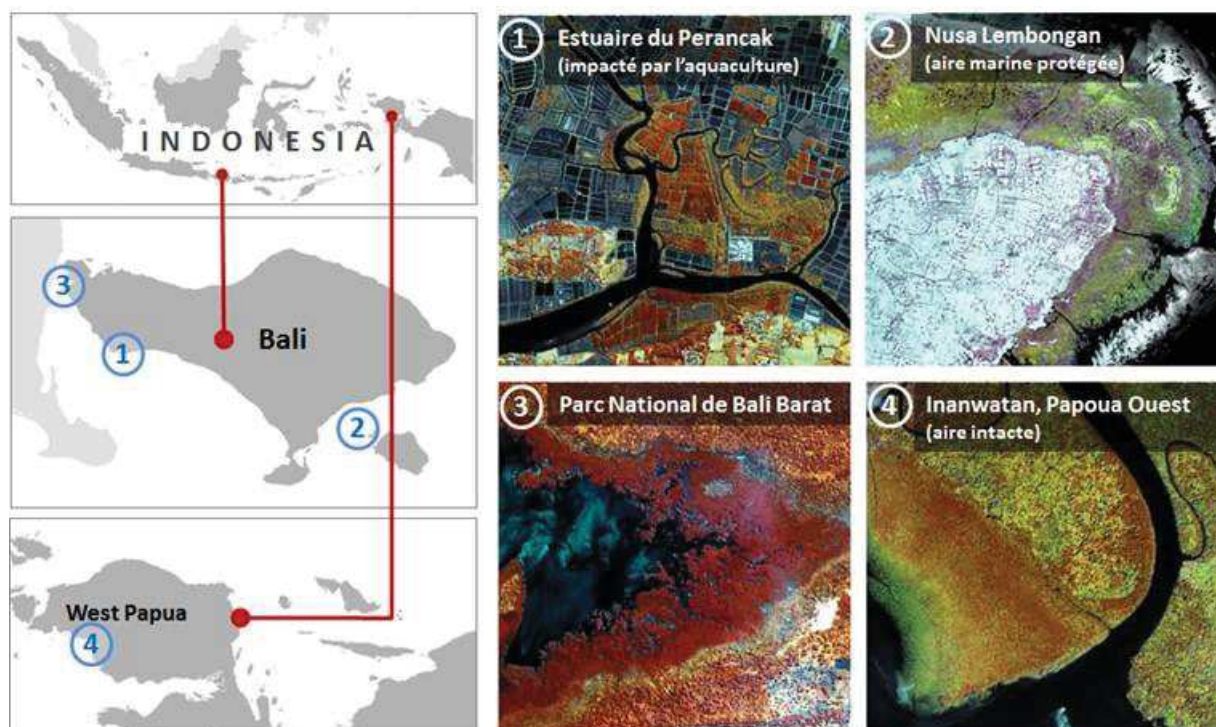 INDONESIA
3
1
Bali
2
West Papua
4
1 Estuaire du Perancak
(impacté par l'aquaculture)
2 Nusa Lembongan
(aire marine protégée)
3 Parc National de Bali Barat
4 Inanwatan, Papoua Ouest
(aire intacte)